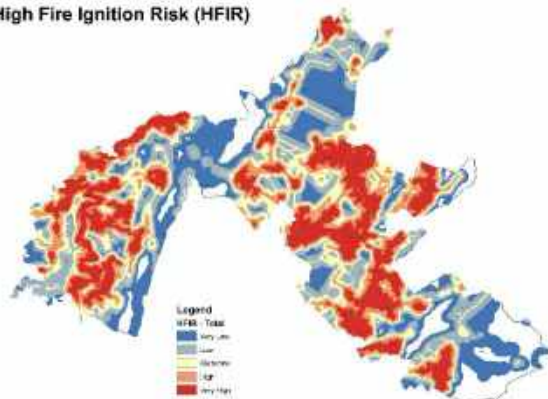 High Fire Ignition Risk (HFIR)
Legend
HFIR - Total
Very Low
Low
Moderate
High
Very High